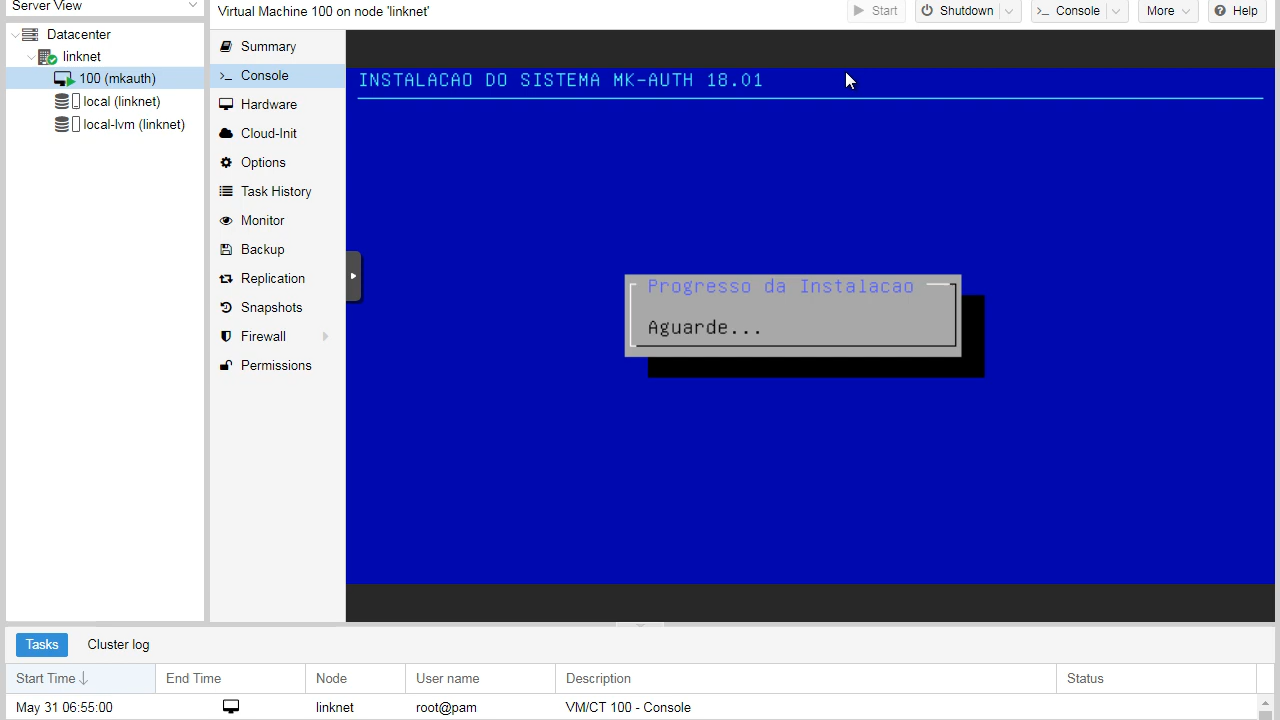 Server View
Virtual Machine 100 on node 'linknet'
Start
Shutdown
Console
More
Help
Datacenter
linknet
100 (mkauth)
local (linknet)
local-lvm (linknet)
Summary
Console
Hardware
Cloud-Init
Options
Task History
Monitor
Backup
Replication
Snapshots
Firewall
Permissions
INSTALACAO DO SISTEMA MK-AUTH 18.01
Progresso da Instalacao
Aguarde...
Tasks
Cluster log
Start Time
End Time
Node
User name
Description
Status
May 31 06:55:00
linknet
root@pam
VM/CT 100 - Console